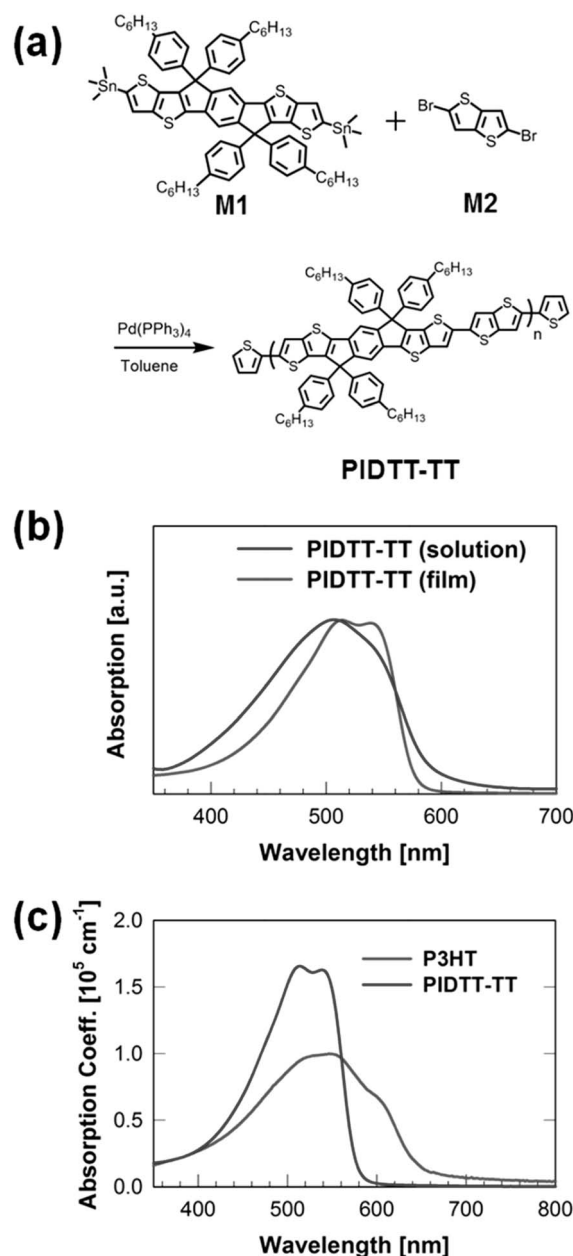 (a)
C₆H₁₃ C₆H₁₃
Sn S S S S Sn
C₆H₁₃ C₆H₁₃
M1
+
Br S S Br
M2
Pd(PPh₃)₄
Toluene
C₆H₁₃ C₆H₁₃
S S S S S S S S n
C₆H₁₃ C₆H₁₃
PIDTT-TT
(b)
PIDTT-TT (solution)
PIDTT-TT (film)
Absorption [a.u.]
400 500 600 700
Wavelength [nm]
(c)
P3HT
PIDTT-TT
Absorption Coeff. [10⁵ cm⁻¹]
2.0
1.5
1.0
0.5
0.0
400 500 600 700 800
Wavelength [nm]